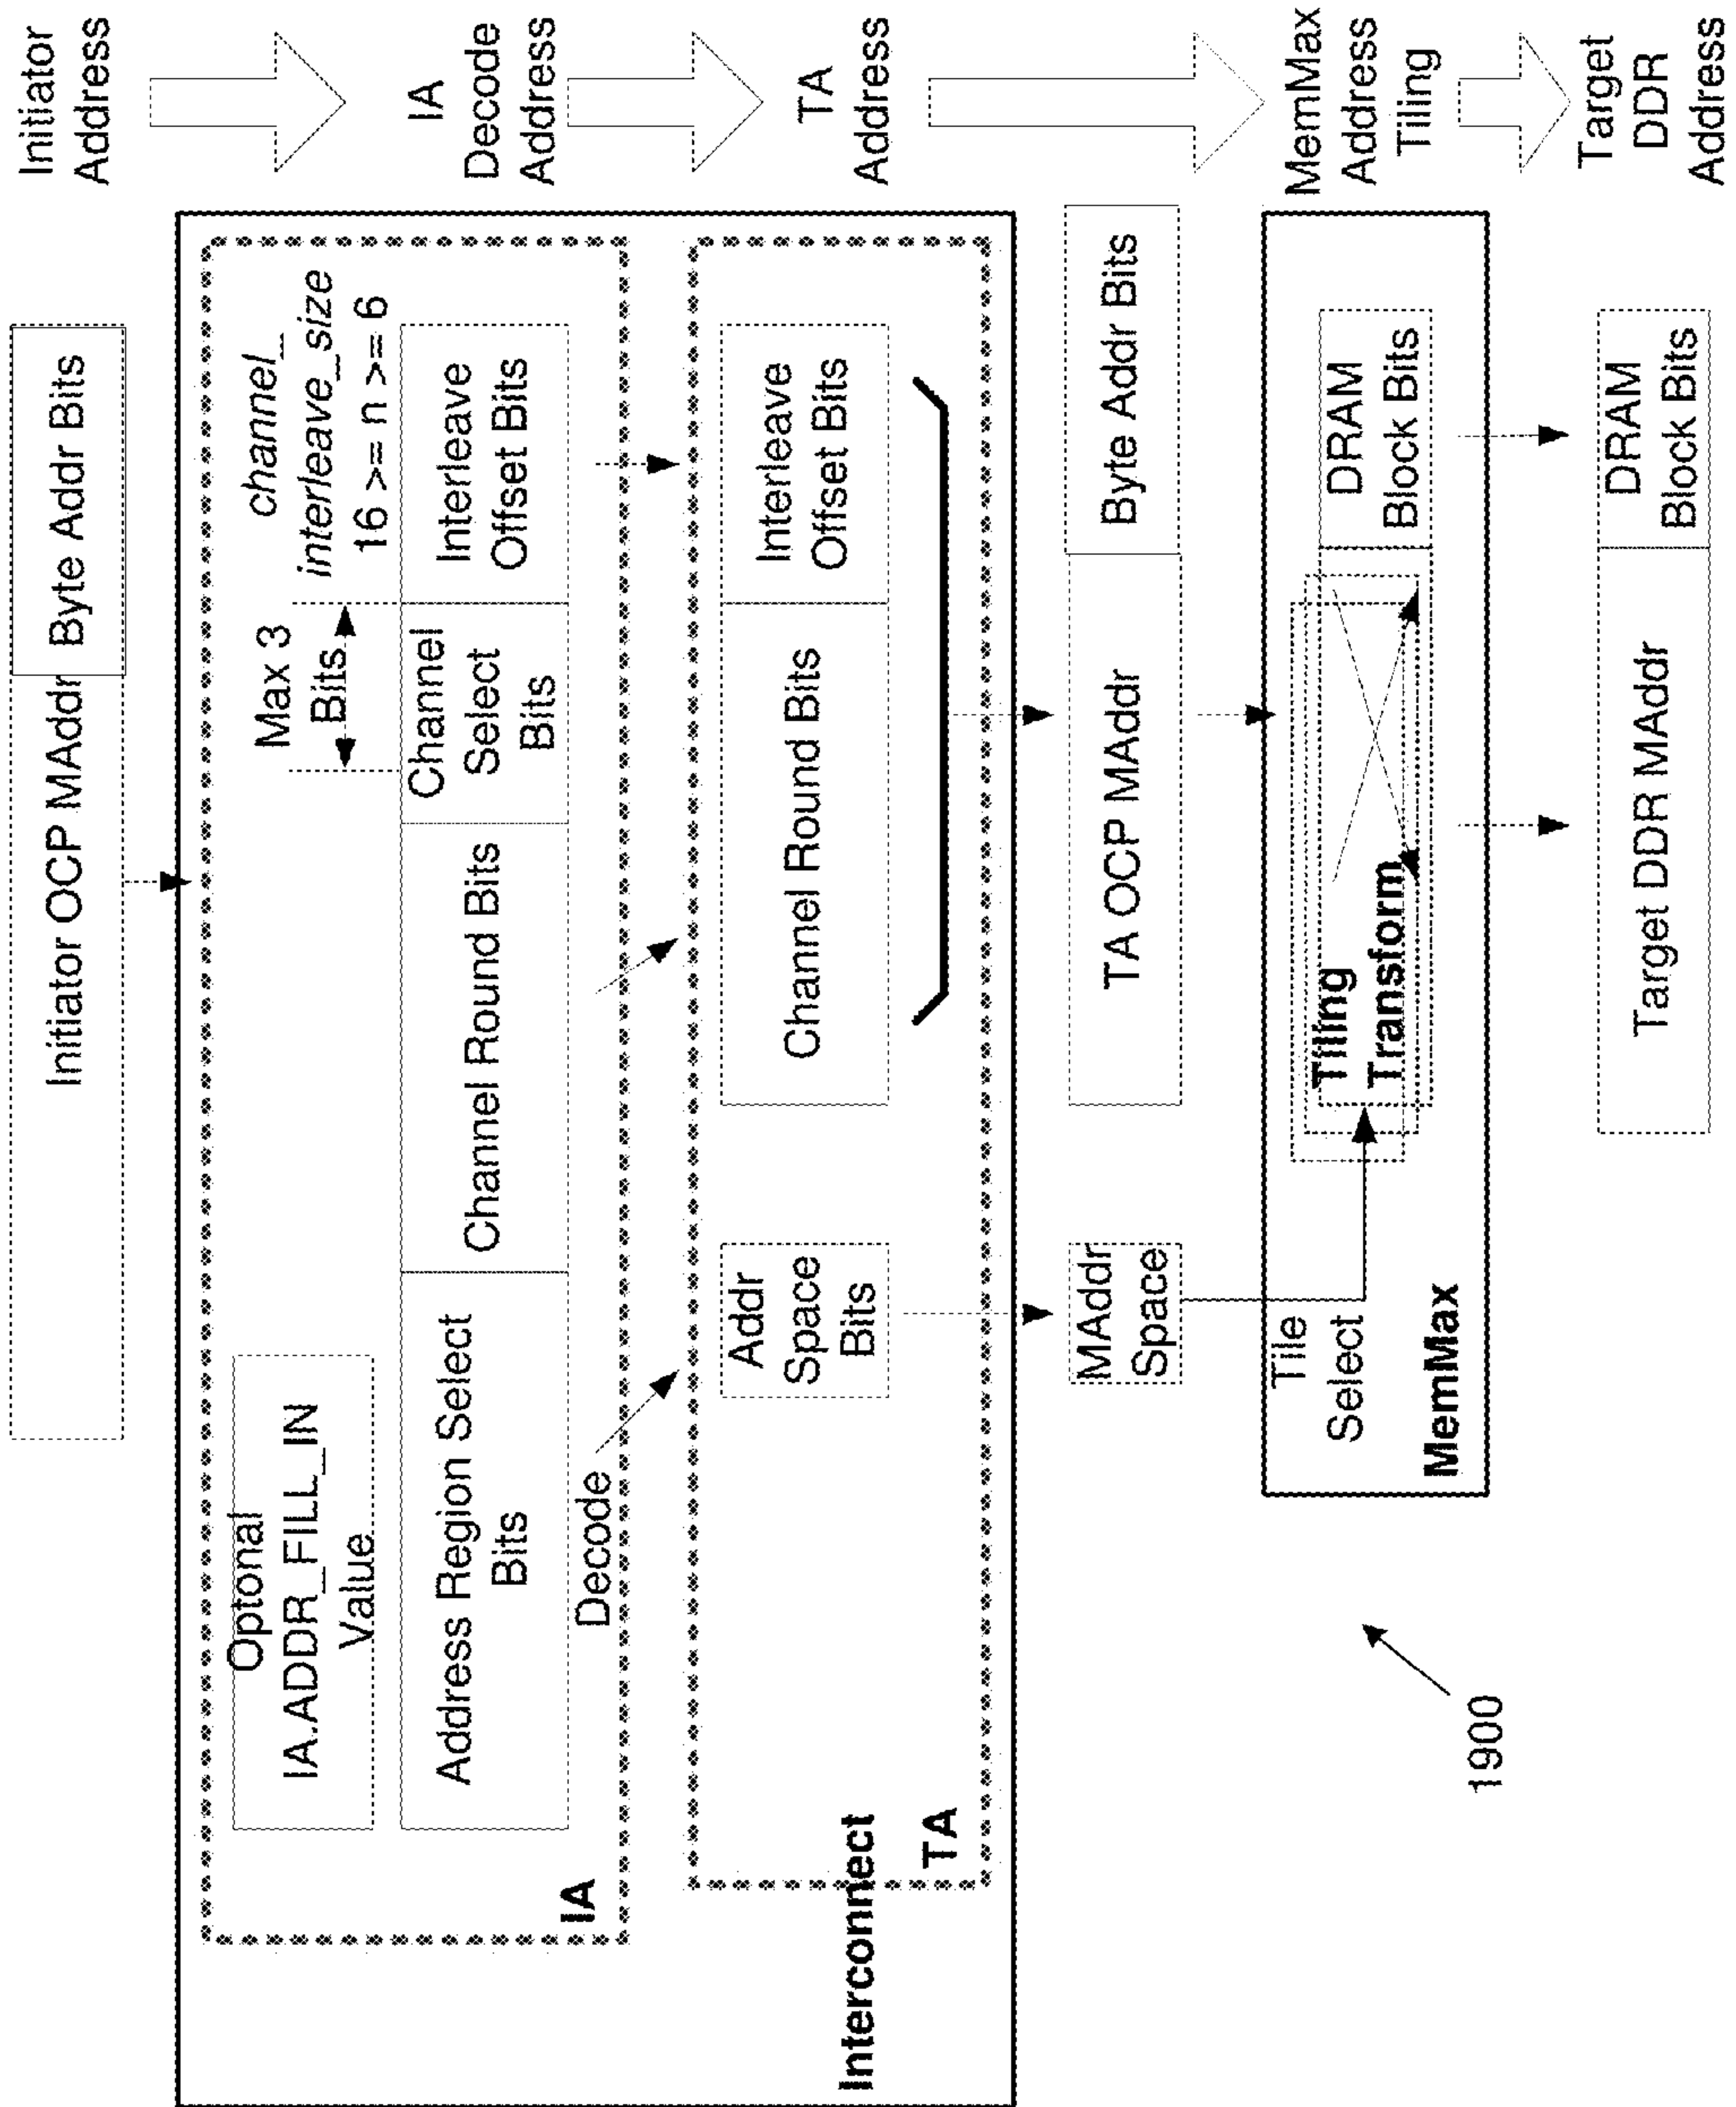 Initiator OCP MAddr
Byte Addr Bits
Initiator
Address
Optonal
IA.ADDR_FILL_IN
Value
Max 3
Bits
channel_
interleave_size
16 >= n >= 6
Address Region Select
Bits
Channel Round Bits
Channel
Select
Bits
Interleave
Offset Bits
IA
Decode
Address
IA
Decode
Addr
Space
Bits
Channel Round Bits
Interleave
Offset Bits
TA
Address
Interconnect
TA
MAddr
Space
TA OCP MAddr
Byte Addr Bits
Tile
Select
MemMax
Tiling
Transform
DRAM
Block Bits
MemMax
Address
Tilling
Target DDR MAddr
DRAM
Block Bits
Target
DDR
Address
1900